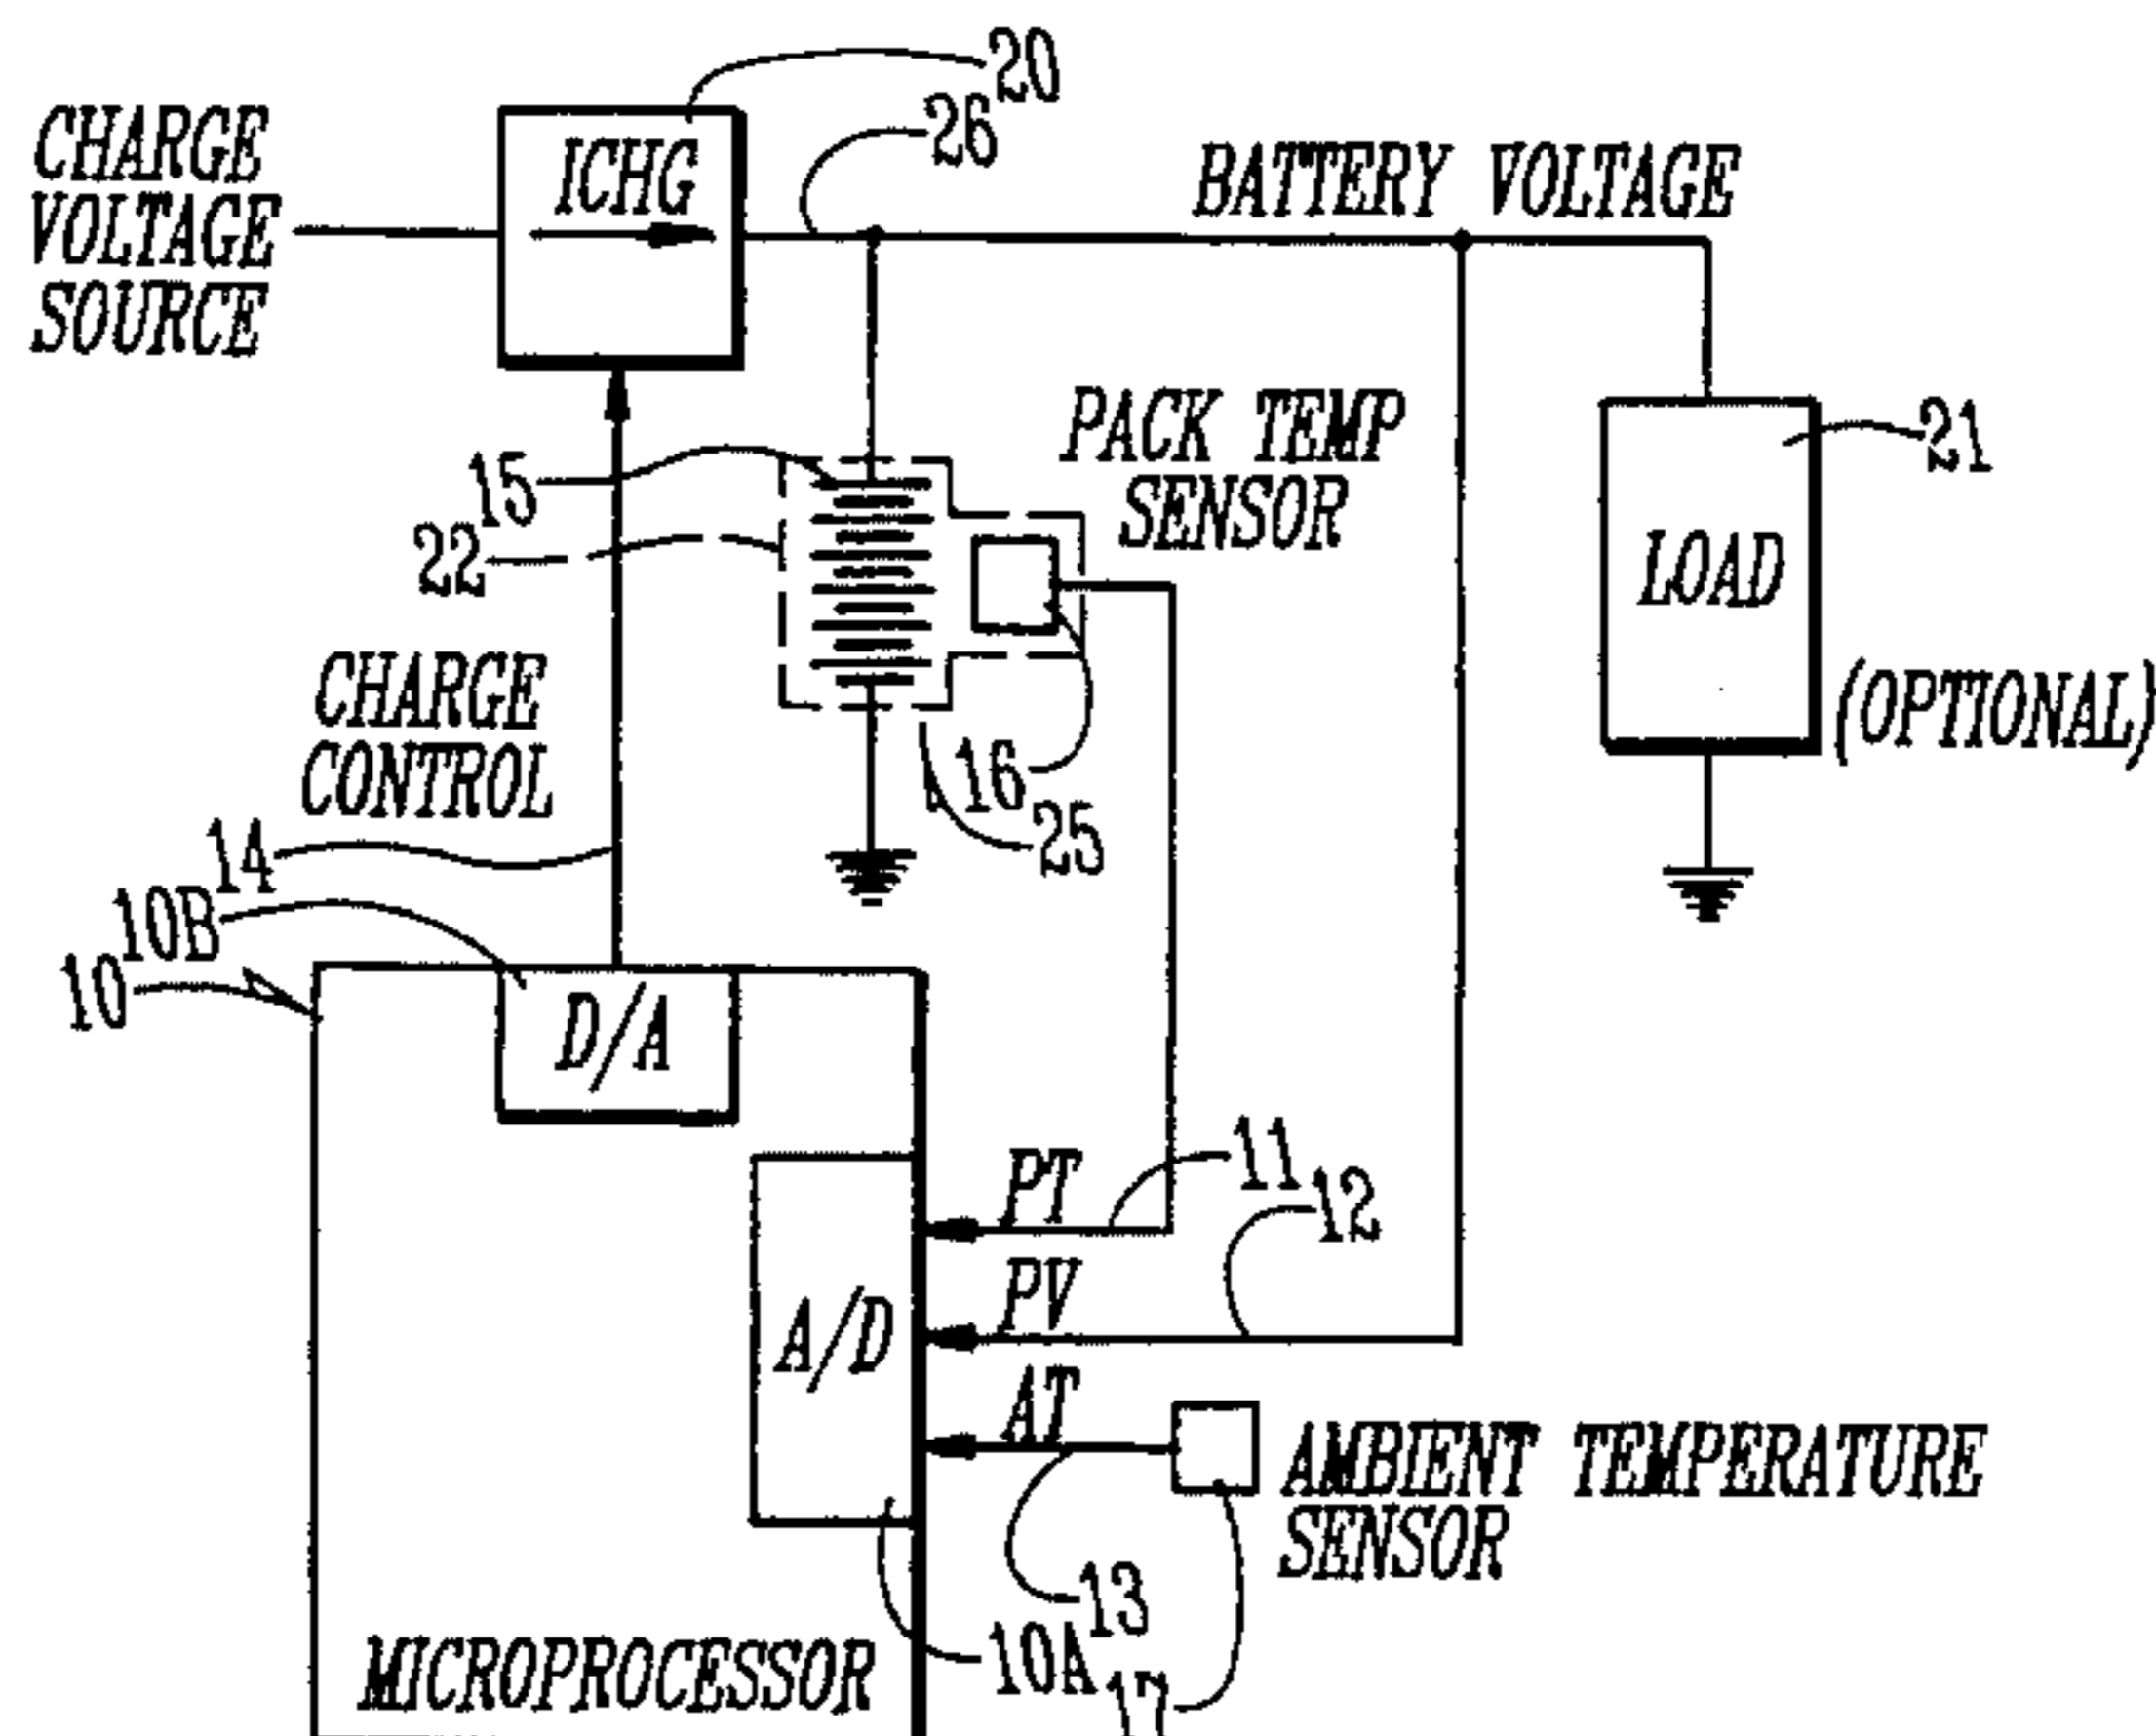 20
26
CHARGE
VOLTAGE
SOURCE
ICHG
BATTERY VOLTAGE
PACK TEMP
SENSOR
21
15
22
LOAD
(OPTIONAL)
CHARGE
CONTROL
16
25
14
10B
10
D/A
11
12
PT
PV
A/D
AT
AMBIENT TEMPERATURE
SENSOR
13
10A
17
MICROPROCESSOR